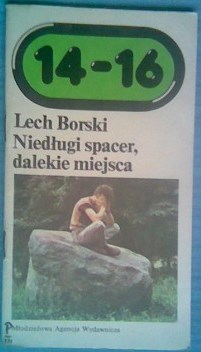 14-16
Lech Borski
Niedługi spacer,
dalekie miejsca
Młodzieżowa Agencja Wydawnicza